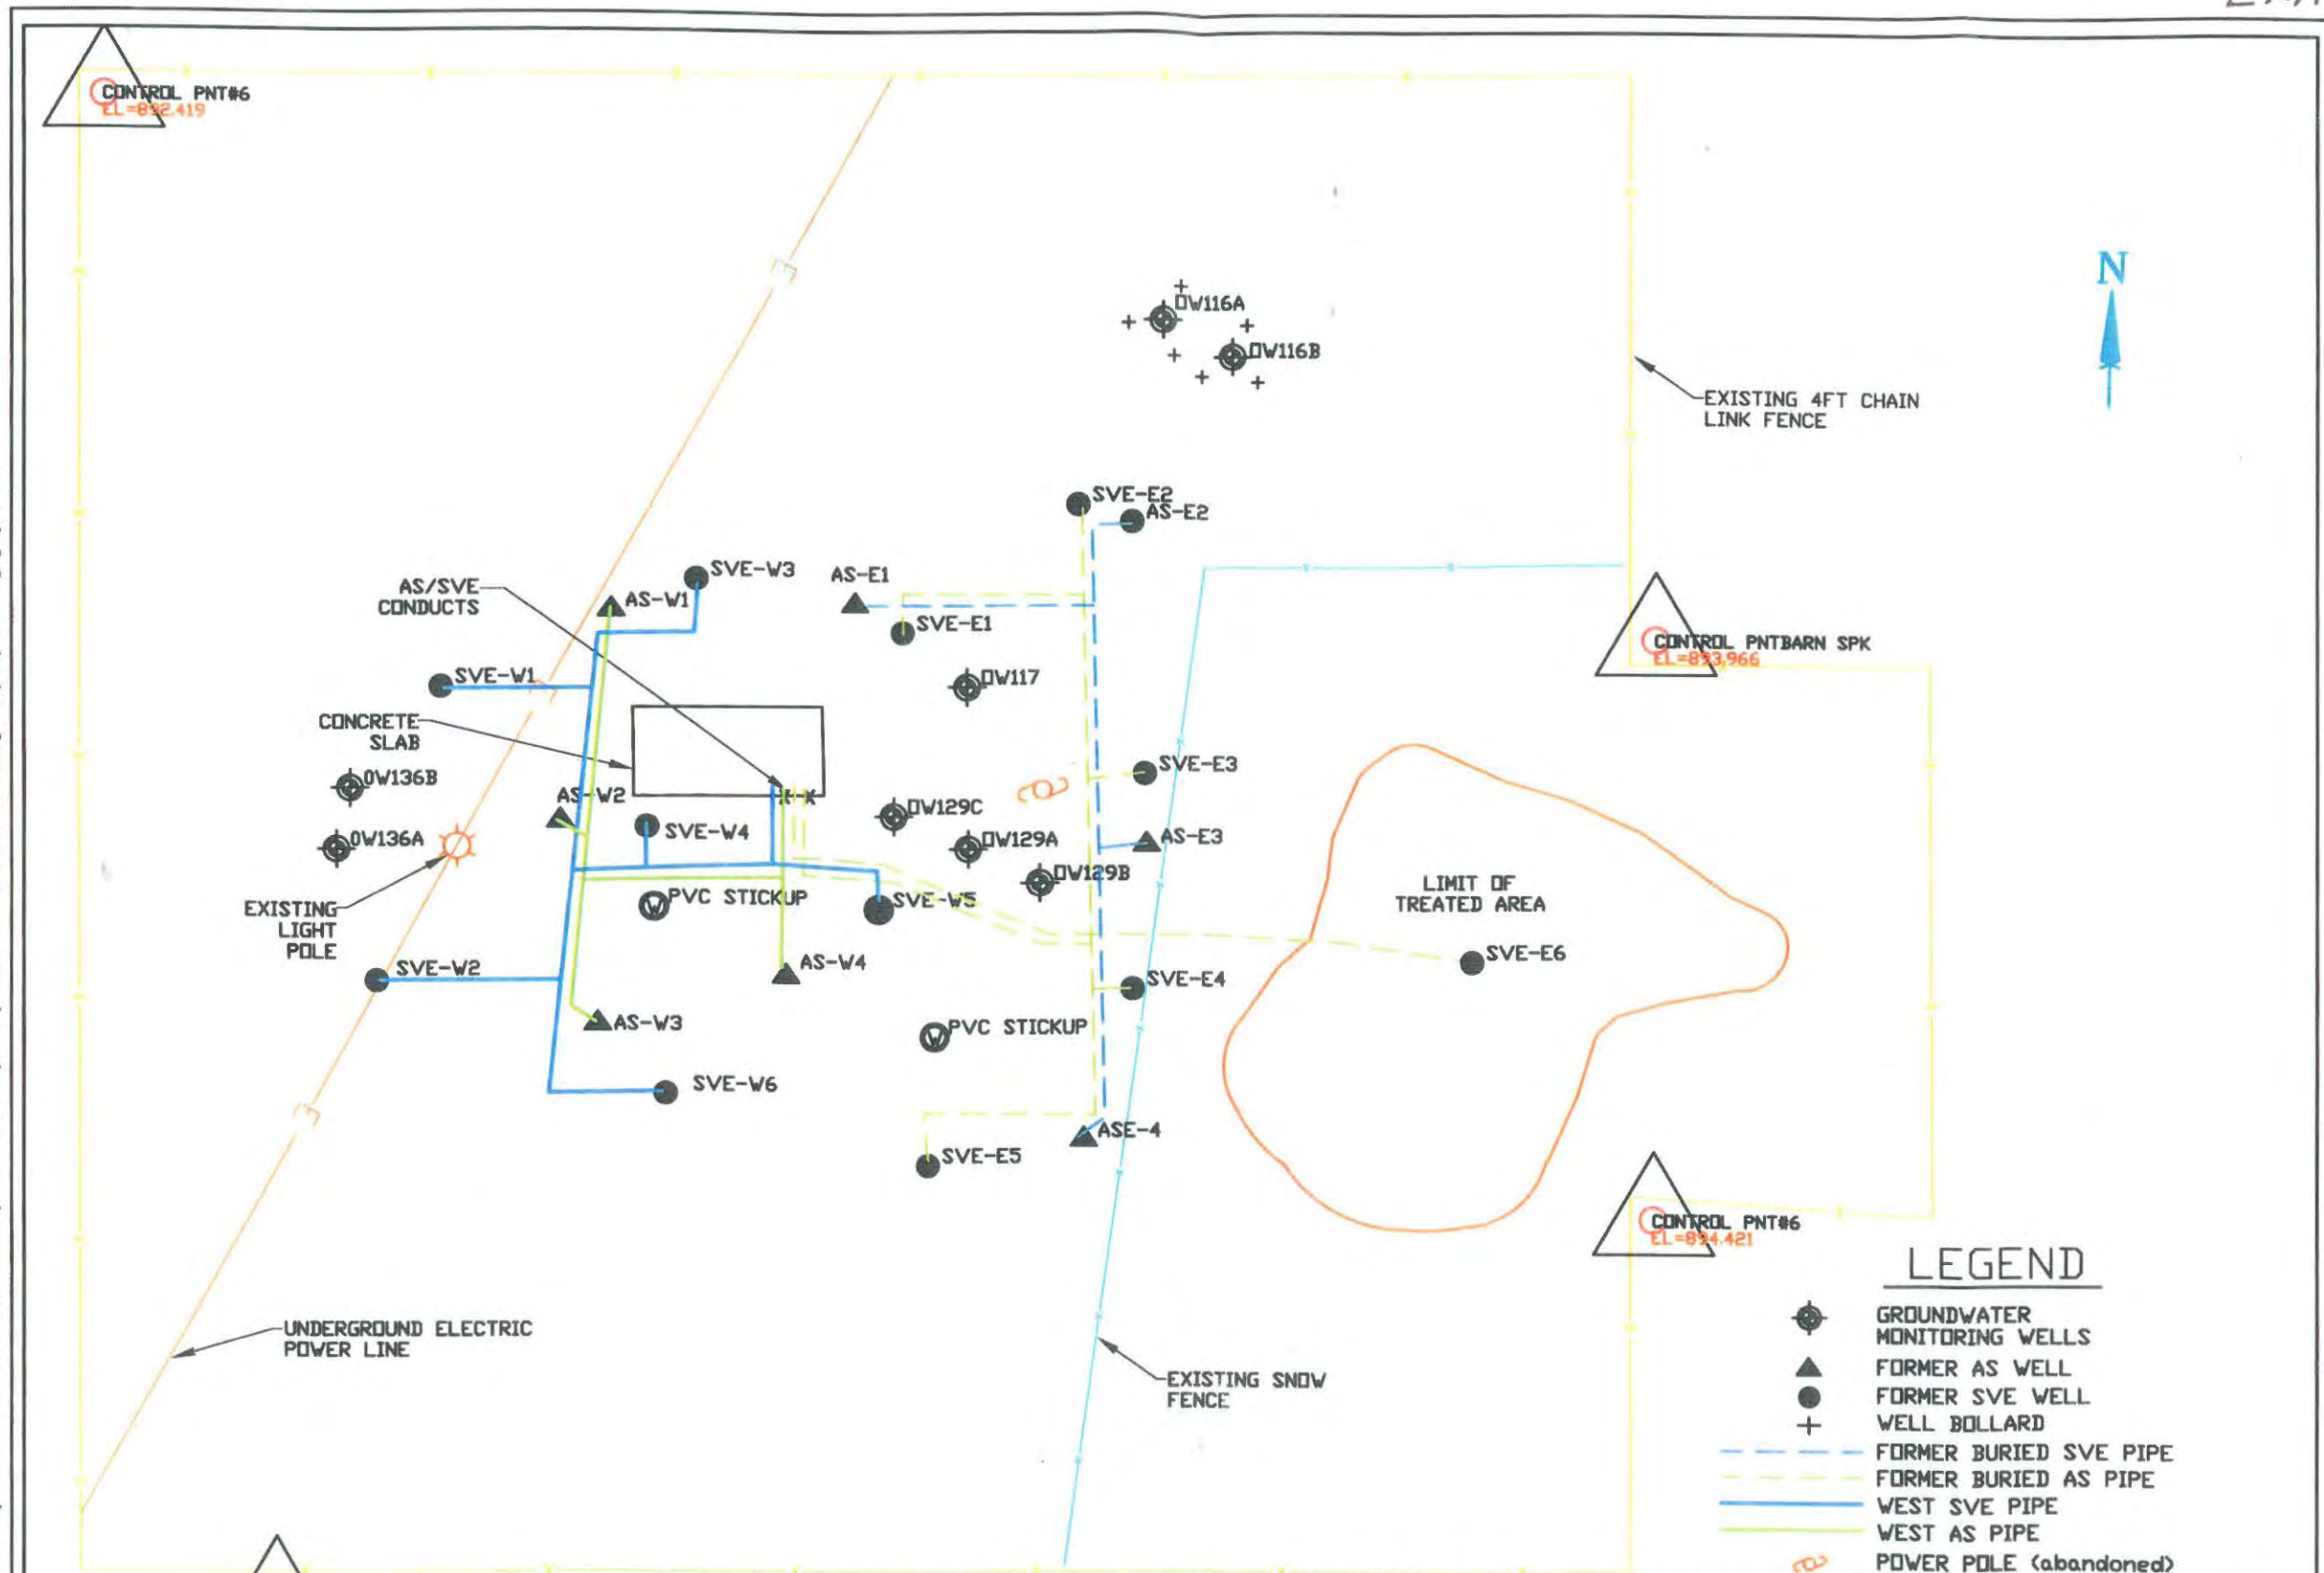 CONTROL PNT#6
EL=892.419
N
OW116A
OW116B
EXISTING 4FT CHAIN
LINK FENCE
SVE-E2
AS-E2
AS/SVE
CONDUCTS
SVE-W3
AS-W1
AS-E1
SVE-E1
CONTROL PNTBARN SPK
EL=893.966
SVE-W1
OW117
CONCRETE
SLAB
OW136B
AS-W2
SVE-W4
OW129C
SVE-E3
OW136A
OW129A
AS-E3
OW129B
EXISTING
LIGHT
POLE
PVC STICKUP
SVE-W5
LIMIT OF
TREATED AREA
SVE-W2
AS-W4
SVE-E6
SVE-E4
AS-W3
PVC STICKUP
SVE-W6
ASE-4
SVE-E5
CONTROL PNT#6
EL=894.421
UNDERGROUND ELECTRIC
POWER LINE
EXISTING SNOW
FENCE
LEGEND
GROUNDWATER
MONITORING WELLS
FORMER AS WELL
FORMER SVE WELL
WELL BOLLARD
FORMER BURIED SVE PIPE
FORMER BURIED AS PIPE
WEST SVE PIPE
WEST AS PIPE
POWER POLE (abandoned)